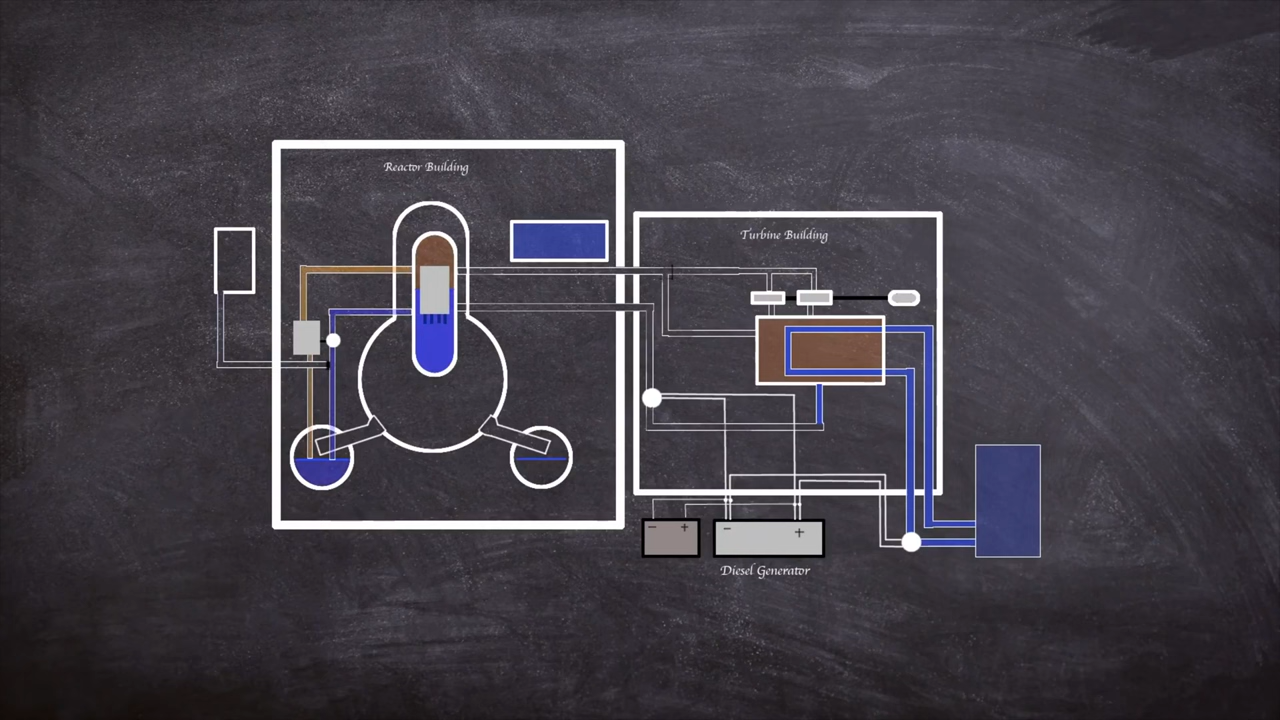 Reactor Building
Turbine Building
− +
− +
Diesel Generator